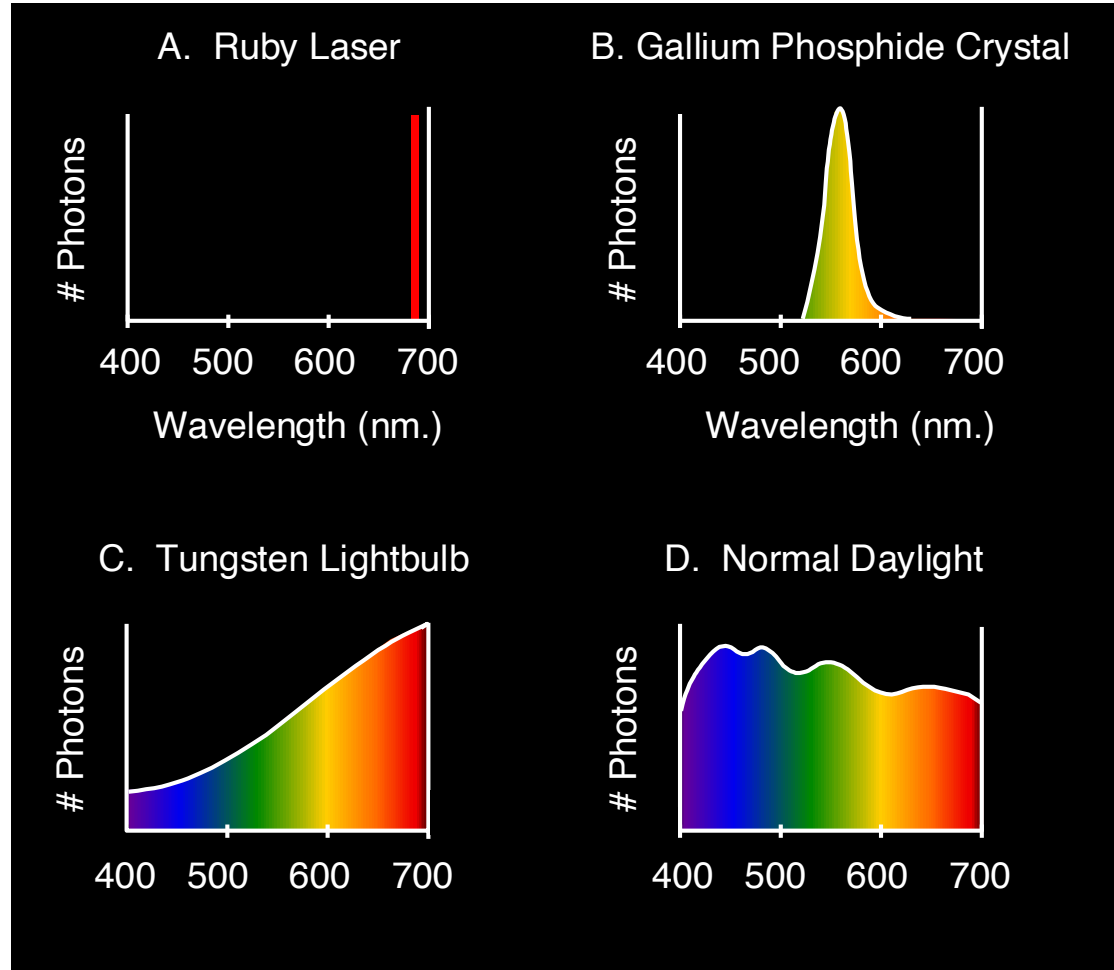 A. Ruby Laser
# Photons
400 500 600 700
Wavelength (nm.)
B. Gallium Phosphide Crystal
# Photons
400 500 600 700
Wavelength (nm.)
C. Tungsten Lightbulb
# Photons
400 500 600 700
D. Normal Daylight
# Photons
400 500 600 700